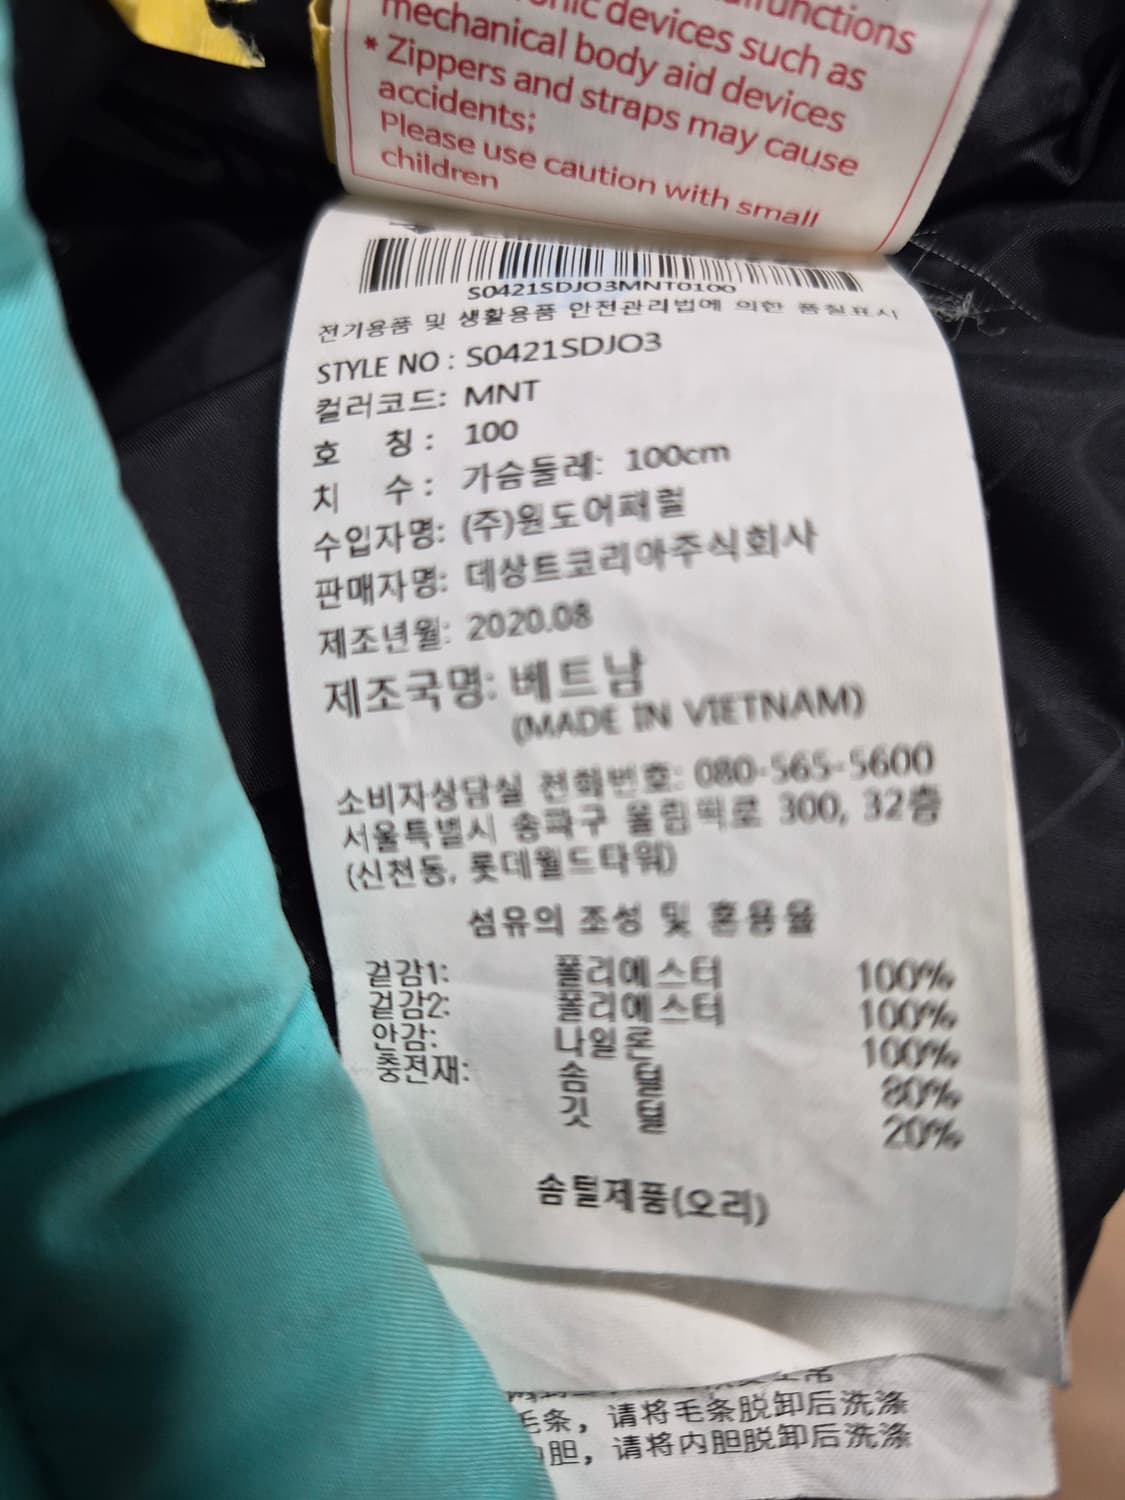 functions
devices such as
mechanical body aid devices
* Zippers and straps may cause
accidents;
Please use caution with small
children
S0421SDJO3MNT0100
전기용품 및 생활용품 안전관리법에 의한 품질표시
STYLE NO : S0421SDJO3
컬러코드: MNT
호 칭 : 100
치 수 : 가슴둘레: 100cm
수입자명: (주)원도어패럴
판매자명: 데상트코리아주식회사
제조년월: 2020.08
제조국명: 베트남
(MADE IN VIETNAM)
소비자상담실 전화번호: 080-565-5600
서울특별시 송파구 올림픽로 300, 32층
(신천동, 롯데월드타워)
섬유의 조성 및 혼용율
겉감1: 폴리에스터 100%
겉감2: 폴리에스터 100%
안감: 나일론 100%
충전재: 솜 털 80%
깃 털 20%
솜털제품(오리)
毛条，请将毛条脱卸后洗涤
胆，请将内胆脱卸后洗涤